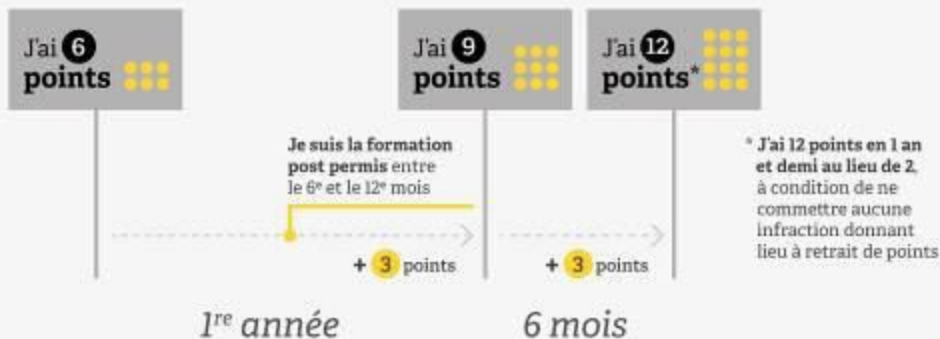 J'ai 6
points
J'ai 9
points
J'ai 12
points*
Je suis la formation
post permis entre
le 6e et le 12e mois
* J'ai 12 points en 1 an
et demi au lieu de 2,
à condition de ne
commettre aucune
infraction donnant
lieu à retrait de points
+ 3 points
+ 3 points
1re année
6 mois